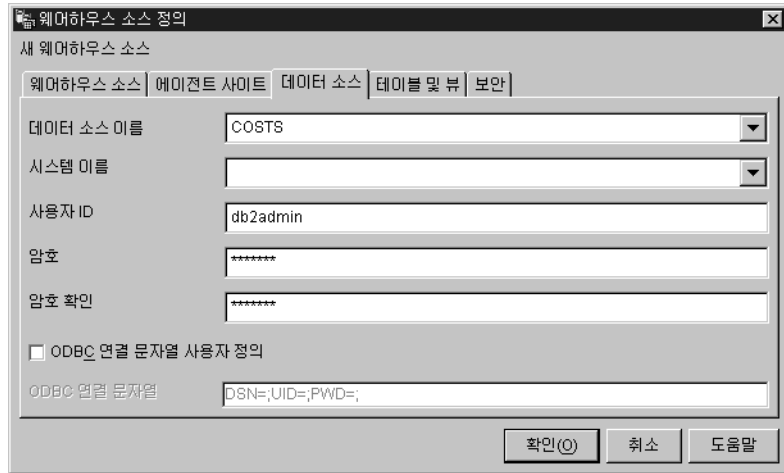 웨어하우스 소스 정의
새 웨어하우스 소스
웨어하우스 소스 에이전트 사이트 데이터 소스 테이블 및 뷰 보안
데이터 소스 이름 COSTS
시스템 이름
사용자 ID db2admin
암호 *******
암호 확인 *******
ODBC 연결 문자열 사용자 정의
ODBC 연결 문자열 DSN=;UID=;PWD=;
확인(O) 취소 도움말